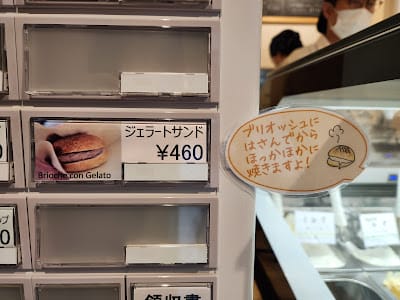 ジェラートサンド
¥460
Brioche con Gelato
ブリオッシュに
はさんでから
ほっかほかに
焼きますよ!
領収書